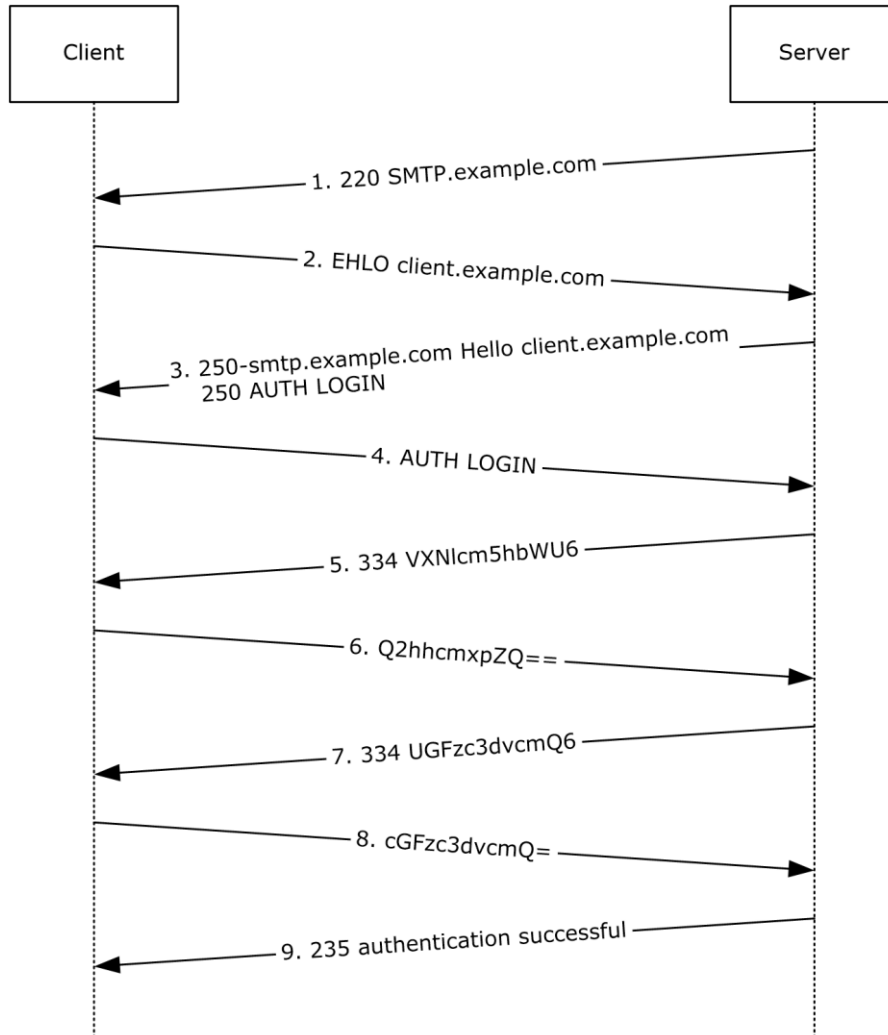 Client
Server
1. 220 SMTP.example.com
2. EHLO client.example.com
3. 250-smtp.example.com Hello client.example.com
250 AUTH LOGIN
4. AUTH LOGIN
5. 334 VXNlcm5hbWU6
6. Q2hhcmxpZQ==
7. 334 UGFzc3dvcmQ6
8. cGFzc3dvcmQ=
9. 235 authentication successful